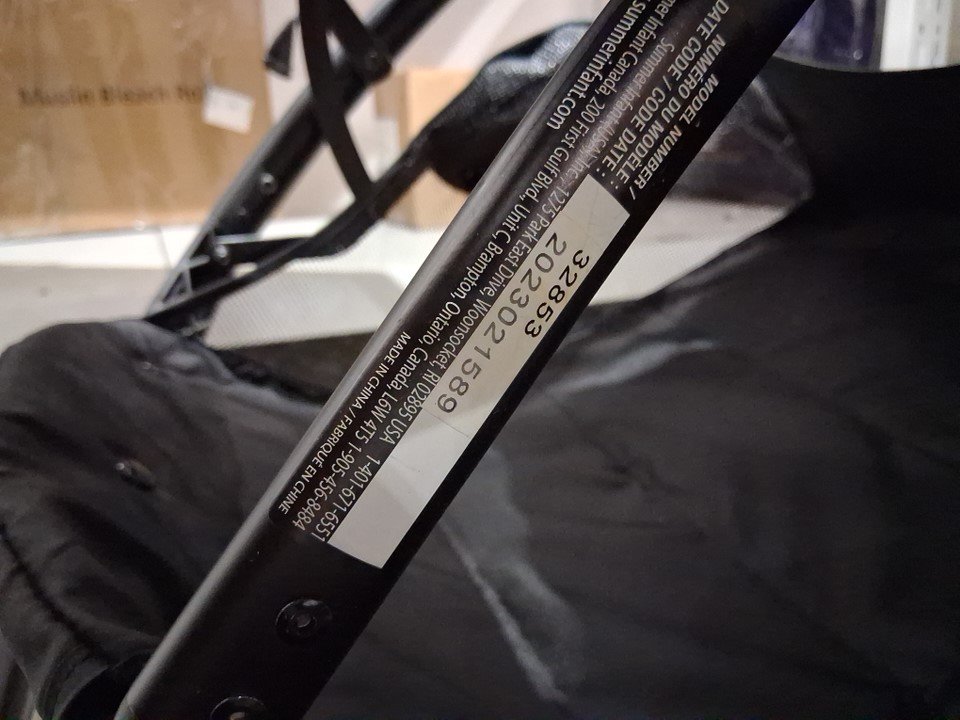 MODEL NUMBER /
NUMÉRO DU MODÈLE :
DATE CODE / CODE DATE :
32853
2023021589
Summer Infant (USA), Inc., 1275 Park East Drive, Woonsocket, RI 02895 USA 1-401-671-6551
Infant Canada, 200 First Gulf Blvd, Unit C, Brampton, Ontario, Canada, L6W 4T5 1-905-456-8484
summerinfant.com
MADE IN CHINA / FABRIQUÉ EN CHINE
Muslin Bleach